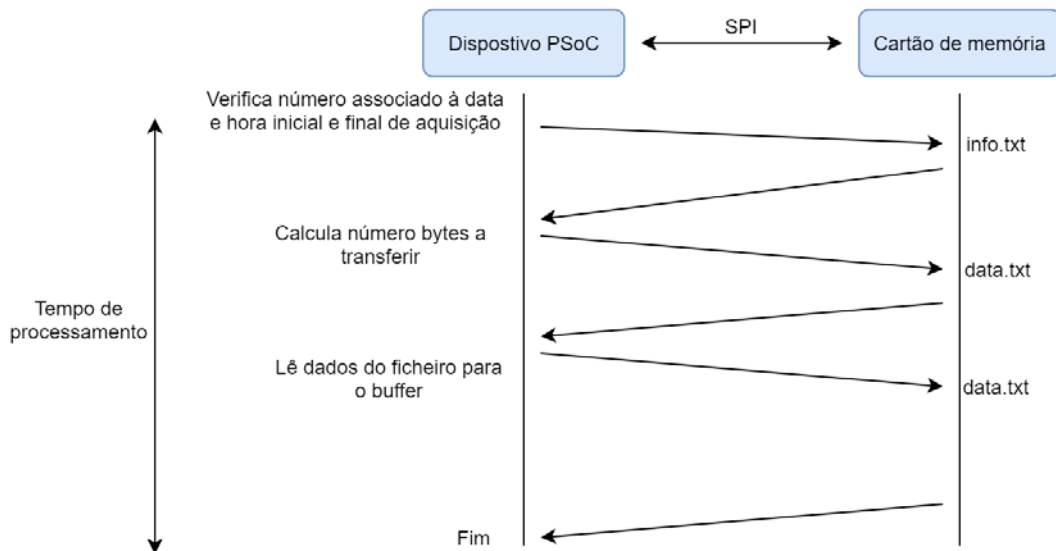 Dispostivo PSoC
SPI
Cartão de memória
Verifica número associado à data
e hora inicial e final de aquisição
info.txt
Calcula número bytes a
transferir
data.txt
Tempo de
processamento
Lê dados do ficheiro para
o buffer
data.txt
Fim